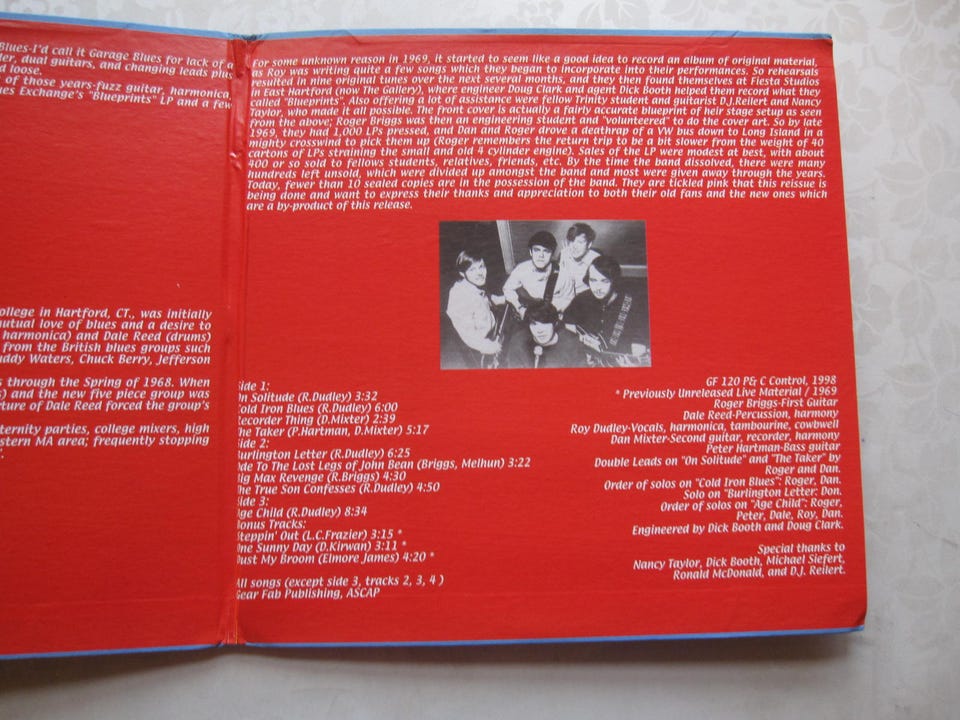 Blues-I'd call it Garage Blues for lack of a
der, dual guitars, and changing leads plus
d loose.
of those years-fuzz guitar, harmonica,
ues Exchange's "Blueprints" LP and a few
ollege in Hartford, CT., was initially
utual love of blues and a desire to
harmonica) and Dale Reed (drums)
from the British blues groups such
uddy Waters, Chuck Berry, Jefferson
s through the Spring of 1968. When
s) and the new five piece group was
rture of Dale Reed forced the group's
ternity parties, college mixers, high
estern MA area; frequently stopping
For some unknown reason in 1969, it started to seem like a good idea to record an album of original material,
as Roy was writing quite a few songs which they began to incorporate into their performances. So rehearsals
resulted in nine original tunes over the next several months, and they then found themselves at Fiesta Studios
in East Hartford (now The Gallery), where engineer Doug Clark and agent Dick Booth helped them record what they
called "Blueprints". Also offering a lot of assistance were fellow Trinity student and guitarist D.J.Reilert and Nancy
Taylor, who made it all possible. The front cover is actually a fairly accurate blueprint of heir stage setup as seen
from the above; Roger Briggs was then an engineering student and "volunteered" to do the cover art. So by late
1969, they had 1,000 LPs pressed, and Dan and Roger drove a deathrap of a VW bus down to Long Island in a
mighty crosswind to pick them up (Roger remembers the return trip to be a bit slower from the weight of 40
cartons of LPs straining the small and old 4 cylinder engine). Sales of the LP were modest at best, with about
400 or so sold to fellows students, relatives, friends, etc. By the time the band dissolved, there were many
hundreds left unsold, which were divided up amongst the band and most were given away through the years.
Today, fewer than 10 sealed copies are in the possession of the band. They are tickled pink that this reissue is
being done and want to express their thanks and appreciation to both their old fans and the new ones which
are a by-product of this release.
Side 1:
On Solitude (R.Dudley) 3:32
Cold Iron Blues (R.Dudley) 6:00
Recorder Thing (D.Mixter) 2:39
The Taker (P.Hartman, D.Mixter) 5:17
Side 2:
Burlington Letter (R.Dudley) 6:25
Ode To The Lost Legs of John Bean (Briggs, Melhun) 3:22
Big Max Revenge (R.Briggs) 4:30
The True Son Confesses (R.Dudley) 4:50
Side 3:
Age Child (R.Dudley) 8:34
Bonus Tracks:
Steppin' Out (L.C.Frazier) 3:15 *
One Sunny Day (D.Kirwan) 3:11 *
Dust My Broom (Elmore James) 4:20 *
All songs (except side 3, tracks 2, 3, 4 )
Gear Fab Publishing, ASCAP
GF 120 P& C Control, 1998
* Previously Unreleased Live Material / 1969
Roger Briggs-First Guitar
Dale Reed-Percussion, harmony
Roy Dudley-Vocals, harmonica, tambourine, cowbwell
Dan Mixter-Second guitar, recorder, harmony
Peter Hartman-Bass guitar
Double Leads on "On Solitude" and "The Taker" by
Roger and Dan.
Order of solos on "Cold Iron Blues": Roger, Dan.
Solo on "Burlington Letter: Don.
Order of solos on "Age Child": Roger,
Peter, Dale, Roy, Dan.
Engineered by Dick Booth and Doug Clark.
Special thanks to
Nancy Taylor, Dick Booth, Michael Siefert,
Ronald McDonald, and D.J. Reilert.